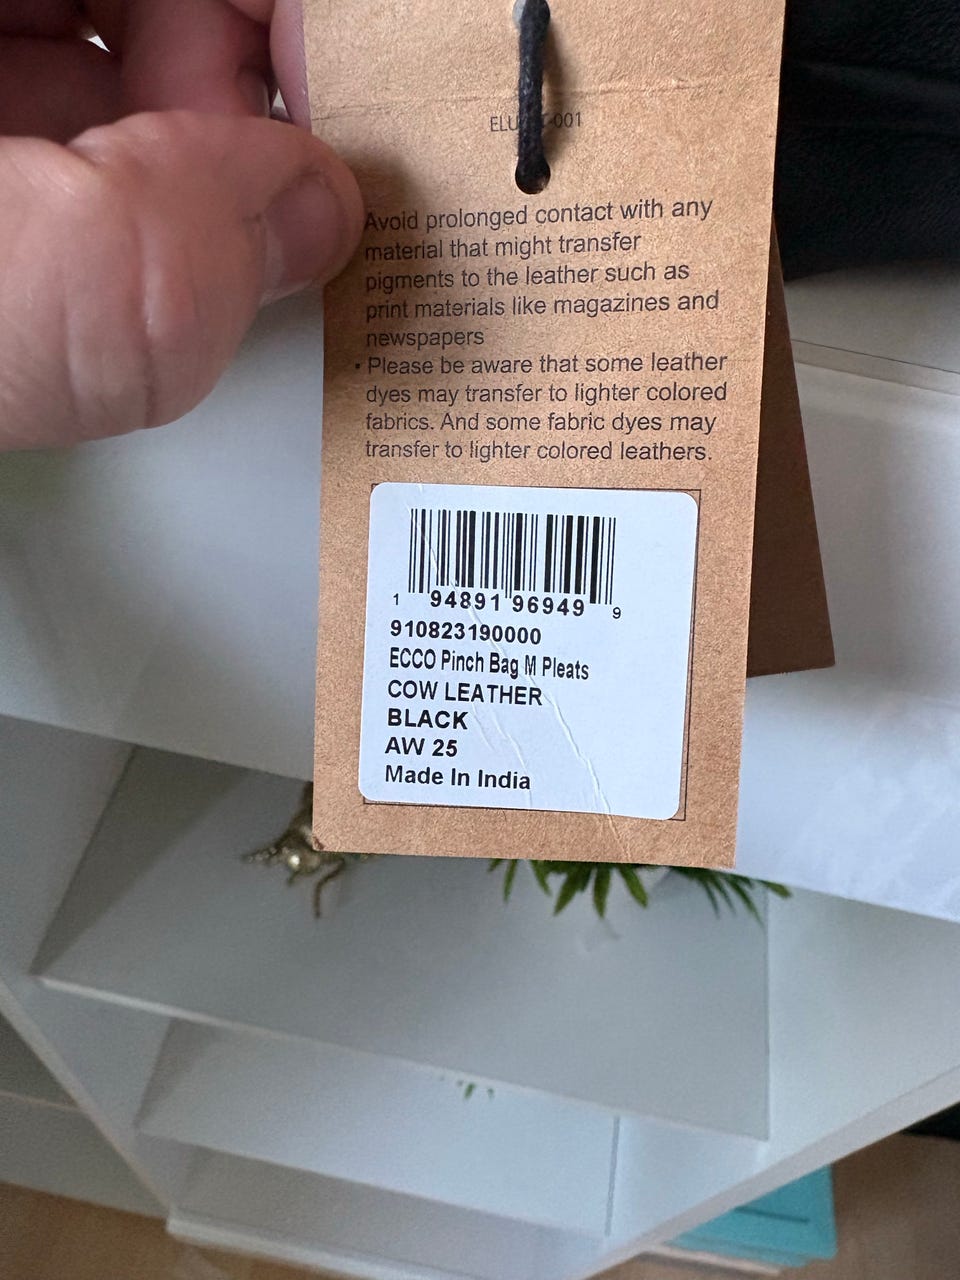 Avoid prolonged contact with any
material that might transfer
pigments to the leather such as
print materials like magazines and
newspapers
• Please be aware that some leather
dyes may transfer to lighter colored
fabrics. And some fabric dyes may
transfer to lighter colored leathers.
1 94891 96949 9
910823190000
ECCO Pinch Bag M Pleats
COW LEATHER
BLACK
AW 25
Made In India